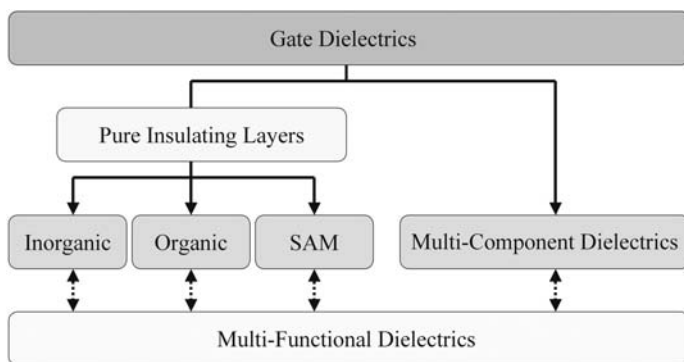 Gate Dielectrics
Pure Insulating Layers
Inorganic
Organic
SAM
Multi-Component Dielectrics
Multi-Functional Dielectrics